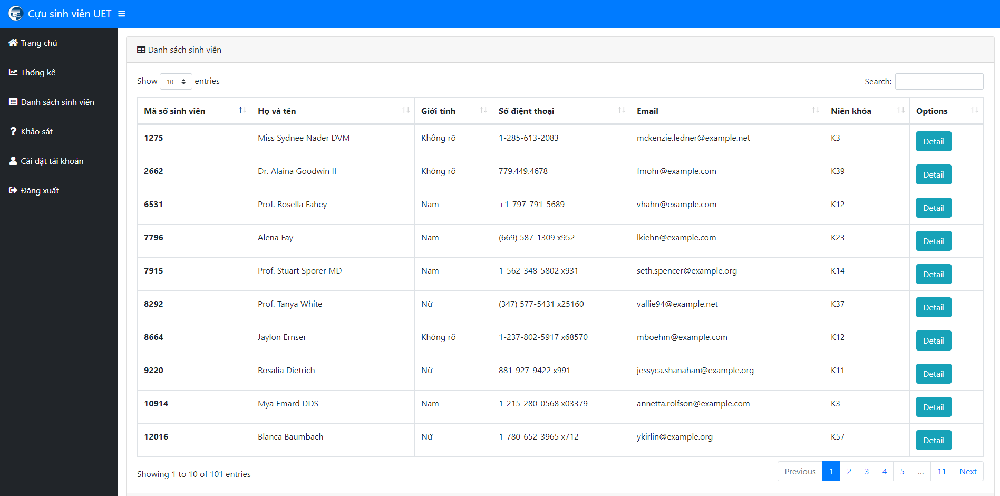 Cựu sinh viên UET
Trang chủ
Thống kê
Danh sách sinh viên
Khảo sát
Cài đặt tài khoản
Đăng xuất
Danh sách sinh viên
Show 10 entries
Search:
Mã số sinh viên Họ và tên Giới tính Số điệnt thoại Email Niên khóa Options
1275 Miss Sydnee Nader DVM Không rõ 1-285-613-2083 mckenzie.ledner@example.net K3 Detail
2662 Dr. Alaina Goodwin II Không rõ 779.449.4678 fmohr@example.com K39 Detail
6531 Prof. Rosella Fahey Nam +1-797-791-5689 vhahn@example.com K12 Detail
7796 Alena Fay Nam (669) 587-1309 x952 lkiehn@example.com K23 Detail
7915 Prof. Stuart Sporer MD Nam 1-562-348-5802 x931 seth.spencer@example.org K14 Detail
8292 Prof. Tanya White Nữ (347) 577-5431 x25160 vallie94@example.net K37 Detail
8664 Jaylon Ernser Không rõ 1-237-802-5917 x68570 mboehm@example.com K12 Detail
9220 Rosalia Dietrich Nữ 881-927-9422 x991 jessyca.shanahan@example.org K11 Detail
10914 Mya Emard DDS Nam 1-215-280-0568 x03379 annetta.rolfson@example.com K3 Detail
12016 Blanca Baumbach Nữ 1-780-652-3965 x712 ykirlin@example.org K57 Detail
Showing 1 to 10 of 101 entries
Previous 1 2 3 4 5 ... 11 Next